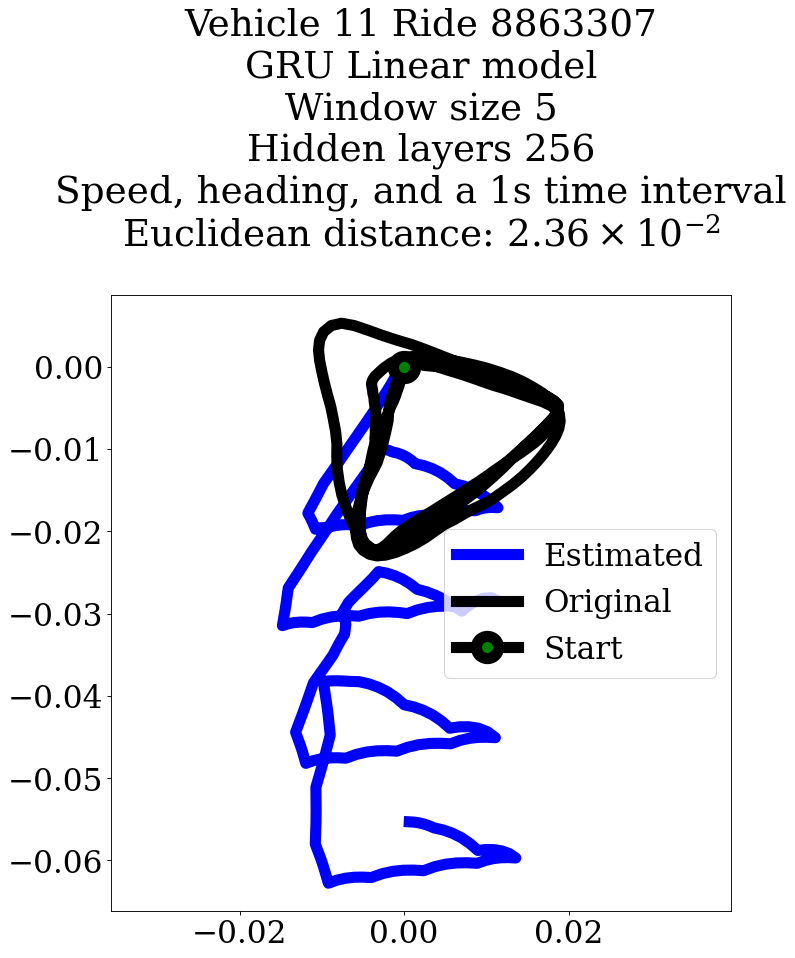 Vehicle 11 Ride 8863307
GRU Linear model
Window size 5
Hidden layers 256
Speed, heading, and a 1s time interval
Euclidean distance: 2.36 × 10⁻²
0.00
−0.01
−0.02
−0.03
−0.04
−0.05
−0.06
Estimated
Original
Start
−0.02
0.00
0.02